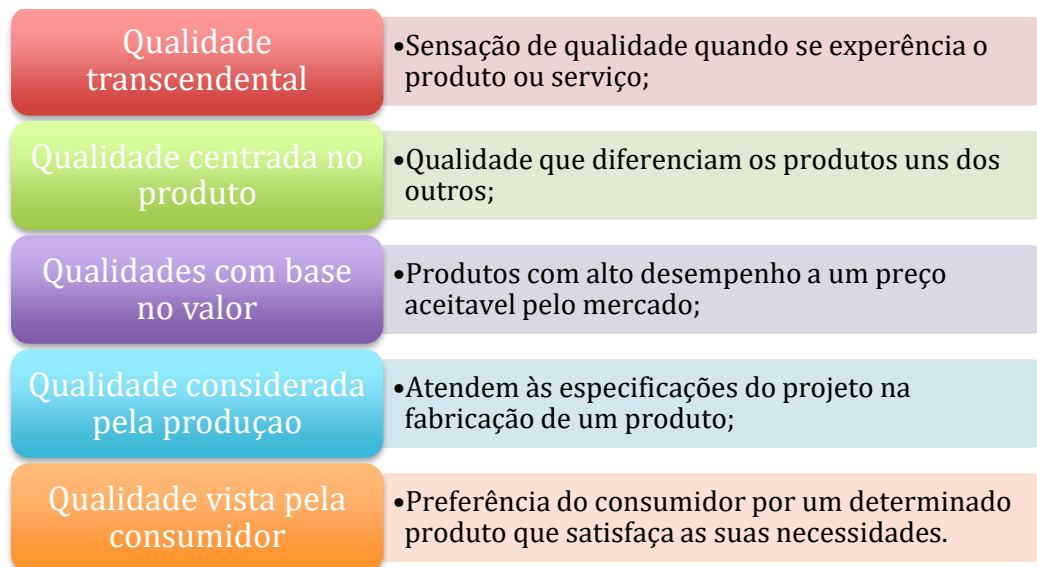 Qualidade
transcendental
•Sensação de qualidade quando se experência o
produto ou serviço;
Qualidade centrada no
produto
•Qualidade que diferenciam os produtos uns dos
outros;
Qualidades com base
no valor
•Produtos com alto desempenho a um preço
aceitavel pelo mercado;
Qualidade considerada
pela produçao
•Atendem às especificações do projeto na
fabricação de um produto;
Qualidade vista pela
consumidor
•Preferência do consumidor por um determinado
produto que satisfaça as suas necessidades.